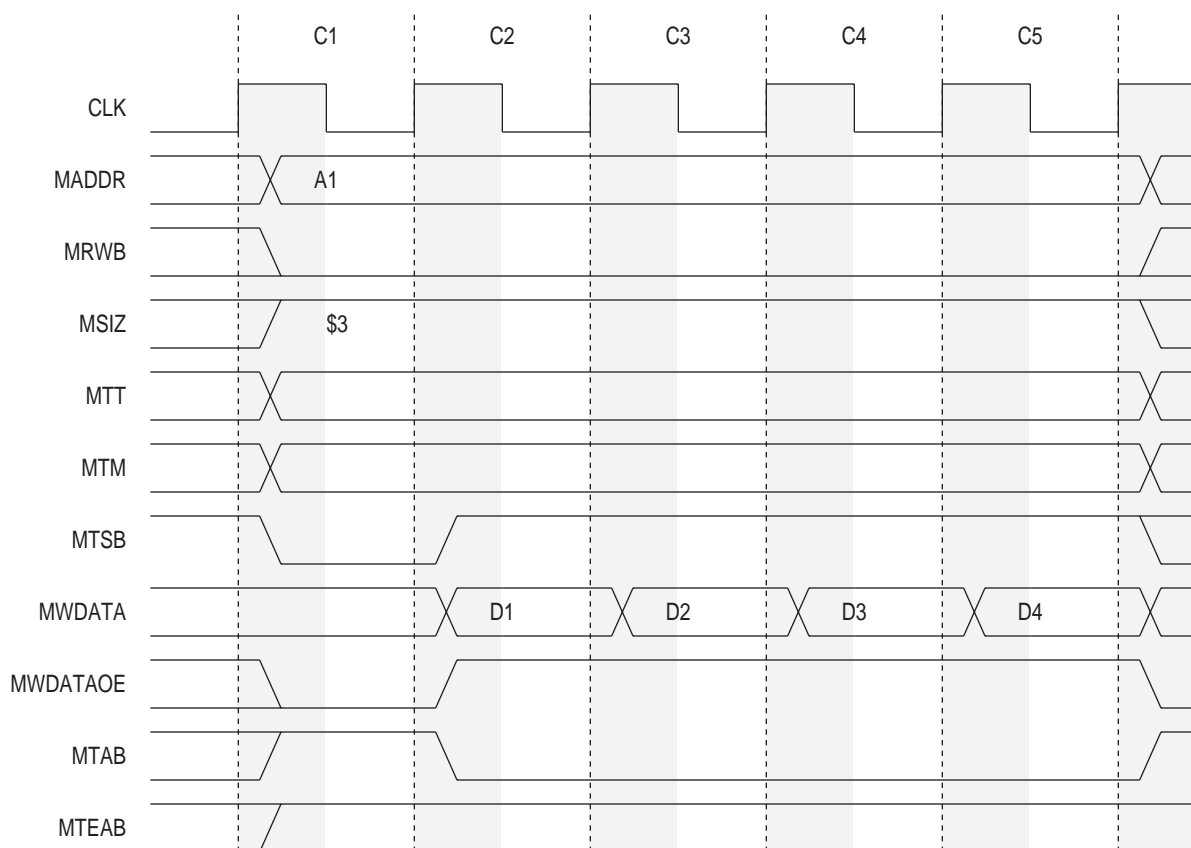 C1 C2 C3 C4 C5
CLK
MADDR A1
MRWB
MSIZ $3
MTT
MTM
MTSB
MWDATA D1 D2 D3 D4
MWDATAOE
MTAB
MTEAB